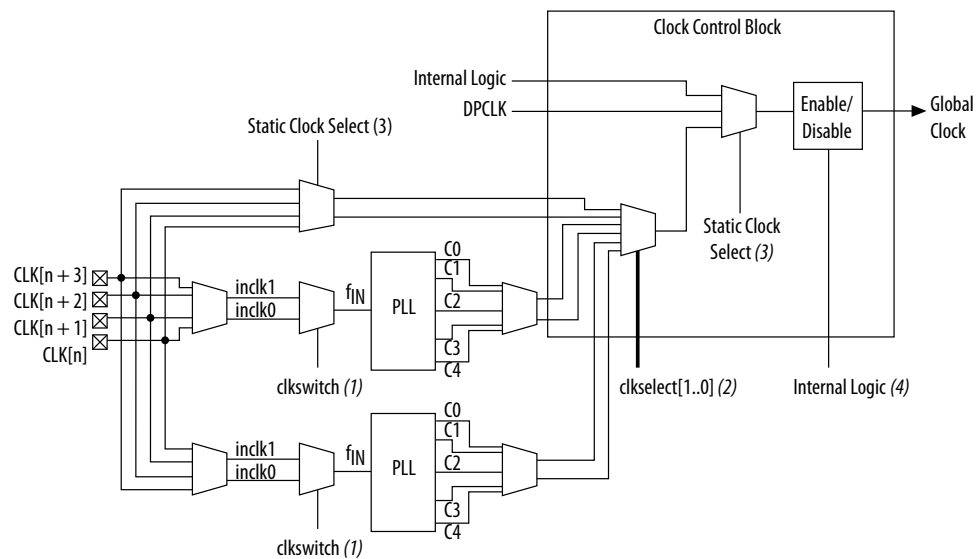 Clock Control Block
Internal Logic
DPCLK
Enable/
Disable
Global
Clock
Static Clock Select (3)
Static Clock
Select (3)
CLK[n + 3]
CLK[n + 2]
CLK[n + 1]
CLK[n]
inclk1
inclk0
fIN
PLL
C0
C1
C2
C3
C4
clkswitch (1)
clkselect[1..0] (2)
Internal Logic (4)
inclk1
inclk0
fIN
PLL
C0
C1
C2
C3
C4
clkswitch (1)